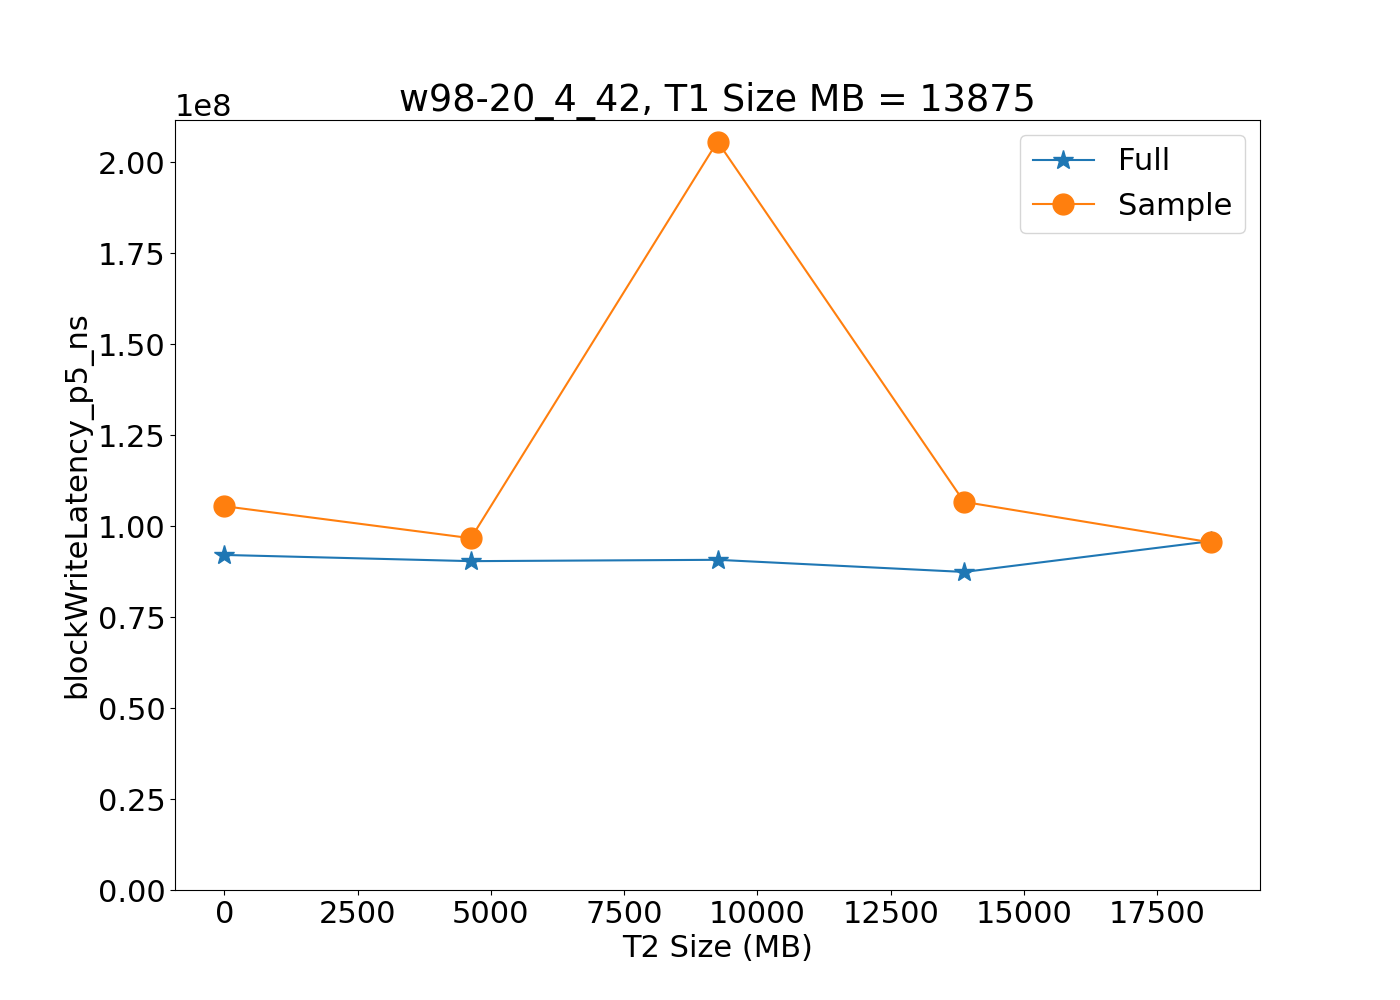 w98-20_4_42, T1 Size MB = 13875
1e8
Full
Sample
2.00
1.75
1.50
1.25
1.00
0.75
0.50
0.25
0.00
blockWriteLatency_p5_ns
0 2500 5000 7500 10000 12500 15000 17500
T2 Size (MB)